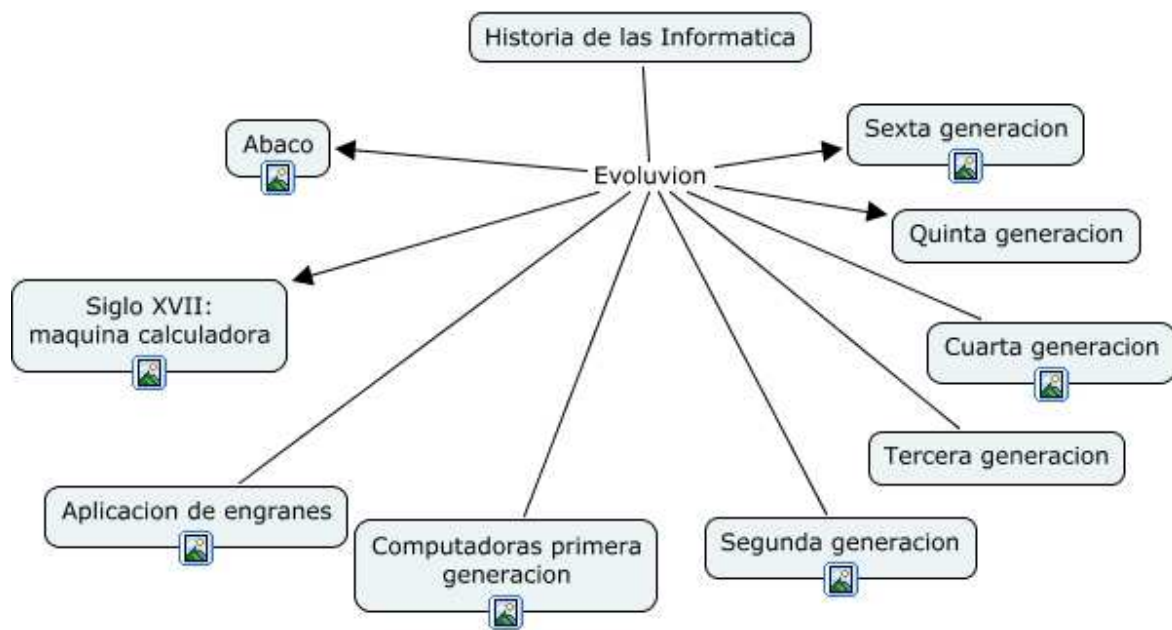 Historia de las Informatica
Abaco
Sexta generacion
Evoluvion
Quinta generacion
Siglo XVII:
maquina calculadora
Cuarta generacion
Tercera generacion
Aplicacion de engranes
Computadoras primera
generacion
Segunda generacion